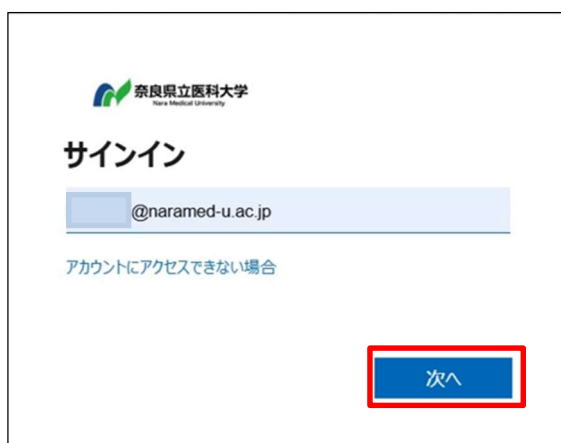 奈良県立医科大学
Nara Medical University
サインイン
@naramed-u.ac.jp
アカウントにアクセスできない場合
次へ